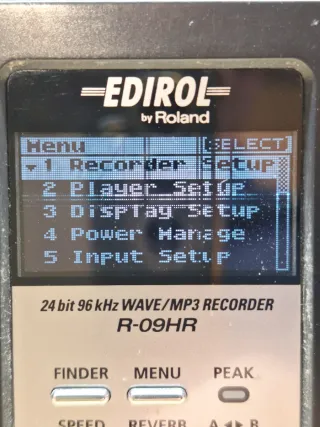 EDIROL
by Roland
Menu [SELECT]
1 Recorder Setup
2 Player Setup
3 Display Setup
4 Power Manage
5 Input Setup
24 bit 96 kHz WAVE/MP3 RECORDER
R-09HR
FINDER MENU PEAK
SPEED REVERB A ◂▸ B